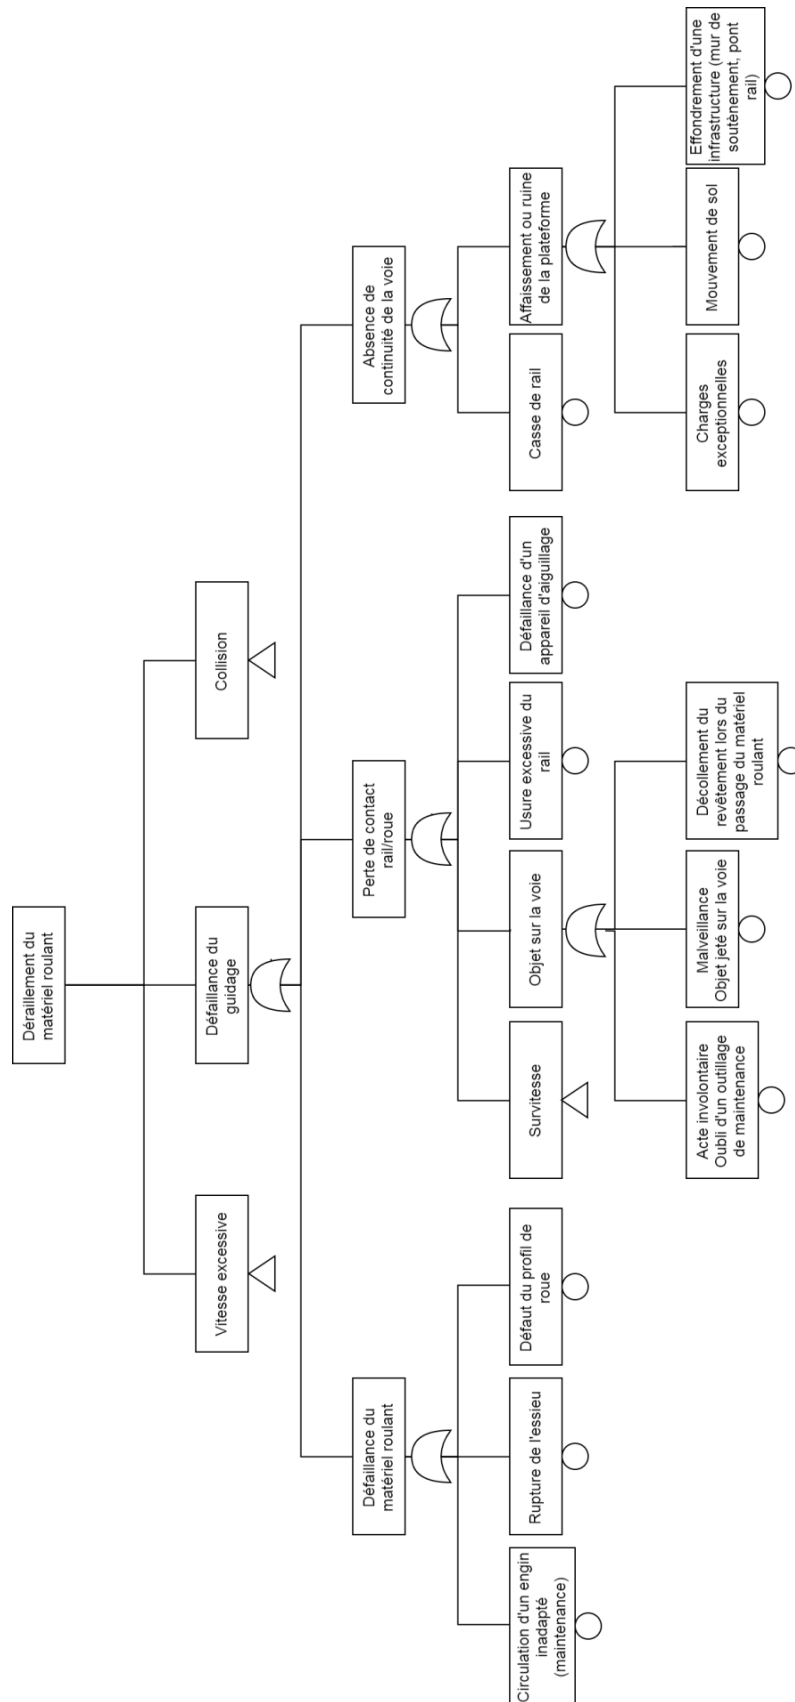 Déraillement du
matériel roulant
Vitesse excessive
Défaillance du
guidage
Collision
Défaillance du
matériel roulant
Perte de contact
rail/roue
Absence de
continuité de la voie
Circulation d'un engin
inadapté
(maintenance)
Rupture de l'essieu
Défaut du profil de
roue
Survitesse
Objet sur la voie
Usure excessive du
rail
Défaillance d'un
appareil d'aiguillage
Casse de rail
Affaissement ou ruine
de la plateforme
Acte involontaire
Oubli d'un outillage
de maintenance
Malveillance
Objet jeté sur la voie
Décollement du
revêtement lors du
passage du matériel
roulant
Charges
exceptionnelles
Mouvement de sol
Effondrement d'une
infrastructure (mur de
soutènement, pont
rail)